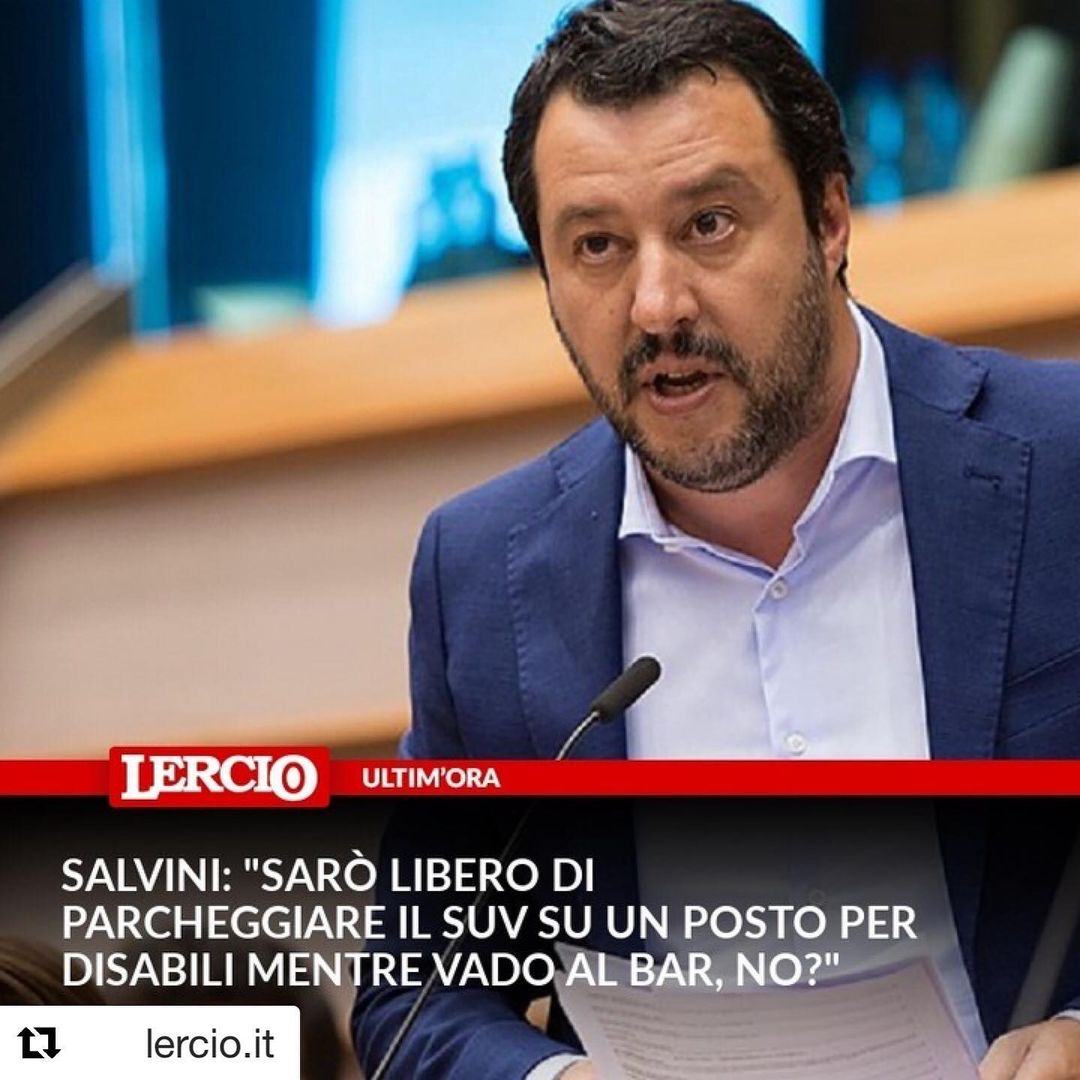 LERCIO
ULTIM'ORA
SALVINI: "SARÒ LIBERO DI
PARCHEGGIARE IL SUV SU UN POSTO PER
DISABILI MENTRE VADO AL BAR, NO?"
lercio.it